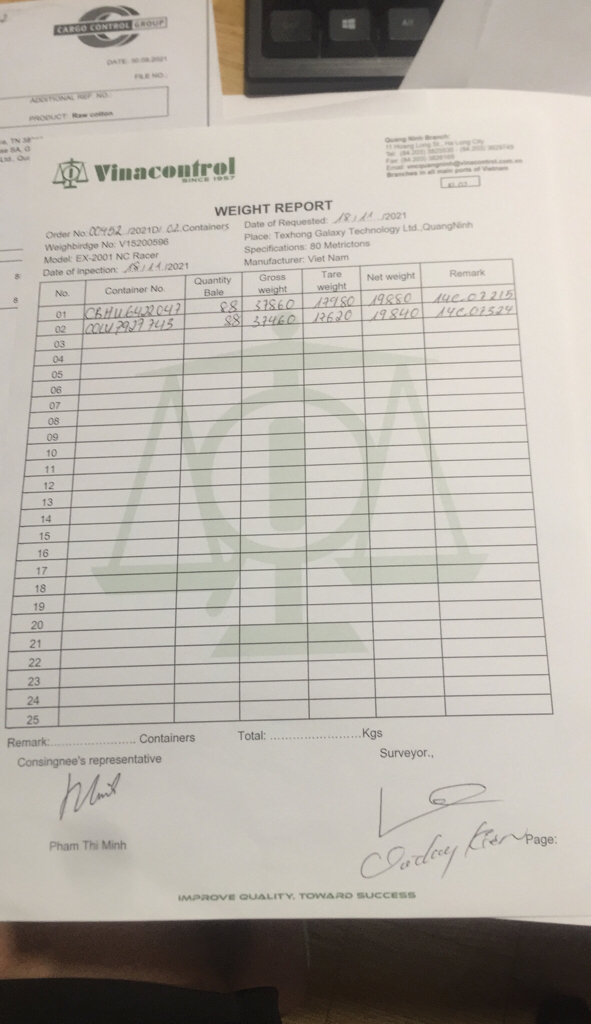 CARGO CONTROL GROUP
DATE: 30.08.2021
FILE NO.:
ADDITIONAL REF NO.
PRODUCT: Raw cotton
Vinacontrol
SINCE 1957
Quang Ninh Branch:
Branches in all main ports of Vietnam
WEIGHT REPORT
Order No: 00452 /2021D/ 02 Containers
Date of Requested: 18/11 /2021
Weighbirdge No: V15200596
Place: Texhong Galaxy Technology Ltd.,QuangNinh
Model: EX-2001 NC Racer
Specifications: 80 Metrictons
Date of inpection: 18/11/2021
Manufacturer: Viet Nam
No. Container No. Quantity Bale Gross weight Tare weight Net weight Remark
01 CBHU6422047 88 37860 17980 19880 14C.07215
02 88 37460 17620 19840 14C.07524
03
04
05
06
07
08
09
10
11
12
13
14
15
16
17
18
19
20
21
22
23
24
25
Remark:.................... Containers Total: ......................Kgs
Consingnee's representative
Surveyor.,
Pham Thi Minh
Page:
IMPROVE QUALITY, TOWARD SUCCESS